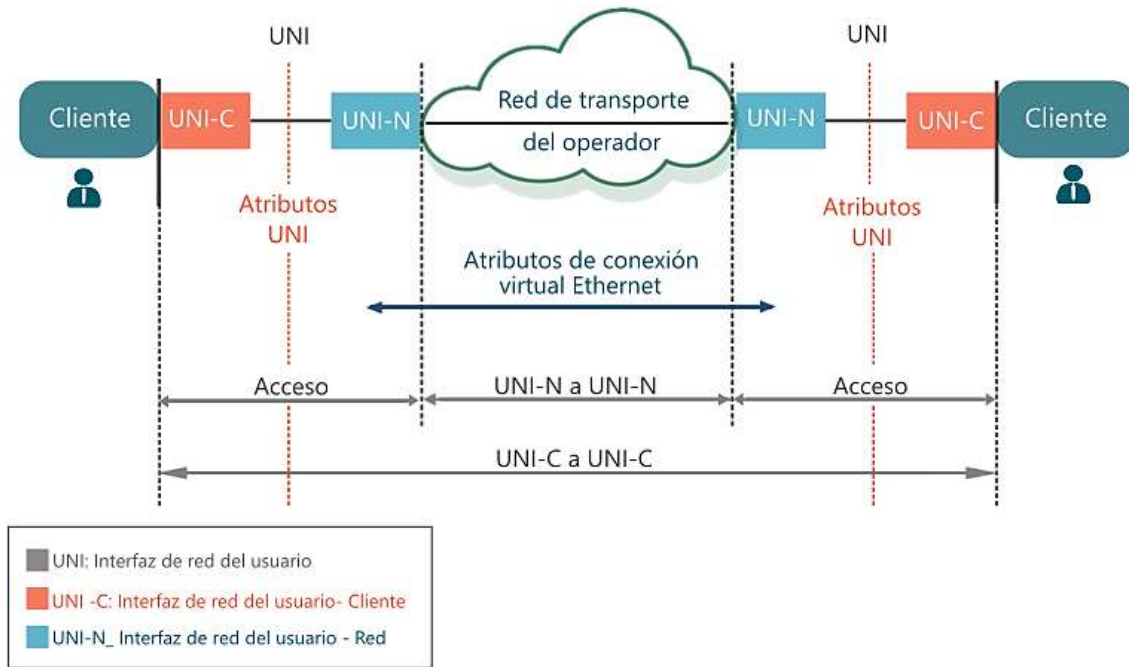 UNI
UNI
Cliente
UNI-C
UNI-N
Red de transporte
del operador
UNI-N
UNI-C
Cliente
Atributos
UNI
Atributos
UNI
Atributos de conexión
virtual Ethernet
Acceso
UNI-N a UNI-N
Acceso
UNI-C a UNI-C
UNI: Interfaz de red del usuario
UNI -C: Interfaz de red del usuario- Cliente
UNI-N_ Interfaz de red del usuario - Red